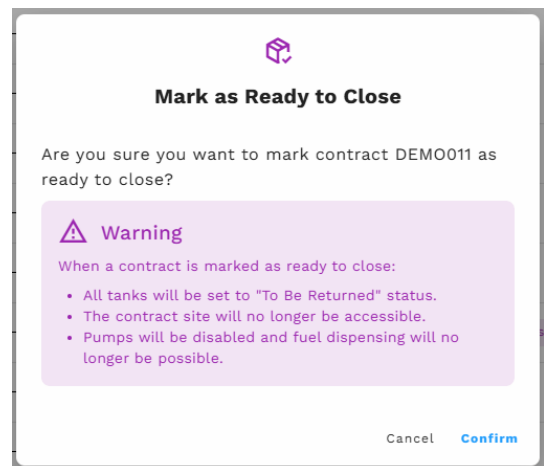 Mark as Ready to Close
Are you sure you want to mark contract DEMO011 as
ready to close?
Warning
When a contract is marked as ready to close:
• All tanks will be set to "To Be Returned" status.
• The contract site will no longer be accessible.
• Pumps will be disabled and fuel dispensing will no
longer be possible.
Cancel Confirm